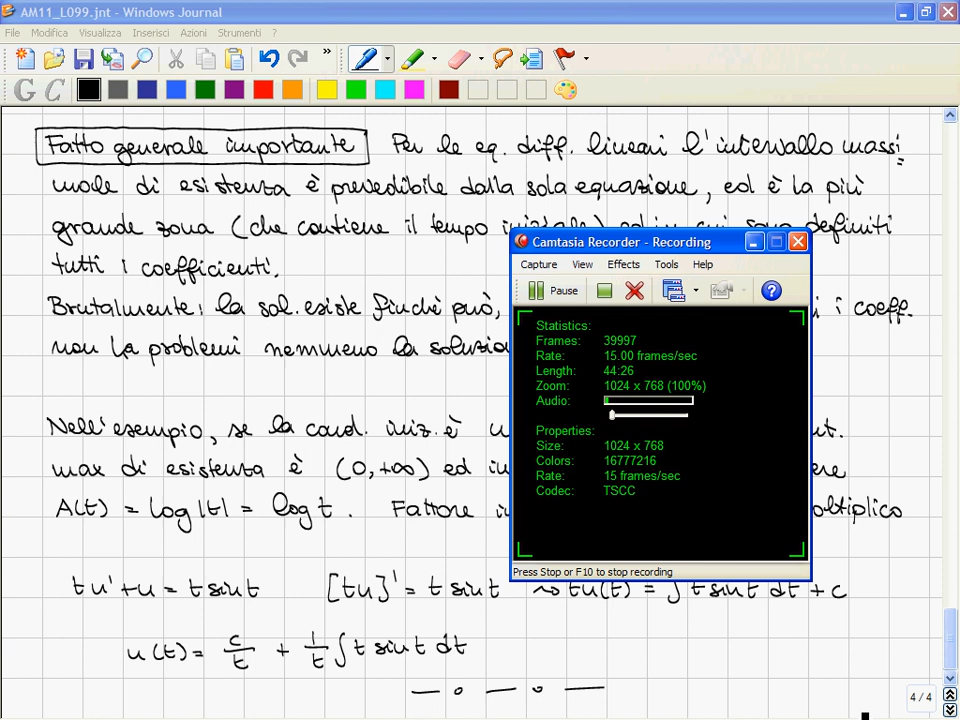 AM11_L099.jnt - Windows Journal
File Modifica Visualizza Inserisci Azioni Strumenti ?
G C
Fatto generale importante Per le eq. diff. lineari l'intervallo massi
male di esistenza è prevedibile dalla sola equazione, ed è la più
grande zona (che contiene il tempo iniziale) ed in cui sono definiti
tutti i coefficienti.
Brutalmente: la sol. esiste finché può, i coeff.
non ha problemi nemmeno la soluzio
Nell'esempio, se la cond. iniz. è
max di esistenza è (0,+∞) ed
A(t) = log|t| = log t. Fattore oltiplico
tu' + u = t sin t [tu]' = t sin t ~> tu(t) = ∫ t sin t dt + c
u(t) = c/t + 1/t ∫ t sin t dt
4 / 4
Camtasia Recorder - Recording
Capture View Effects Tools Help
Pause
Statistics:
Frames: 39997
Rate: 15.00 frames/sec
Length: 44:26
Zoom: 1024 x 768 (100%)
Audio:
Properties:
Size: 1024 x 768
Colors: 16777216
Rate: 15 frames/sec
Codec: TSCC
Press Stop or F10 to stop recording